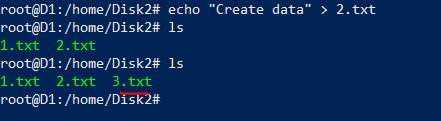 root@D1:/home/Disk2# echo "Create data" > 2.txt
root@D1:/home/Disk2# ls
1.txt  2.txt
root@D1:/home/Disk2# ls
1.txt  2.txt  3.txt
root@D1:/home/Disk2#